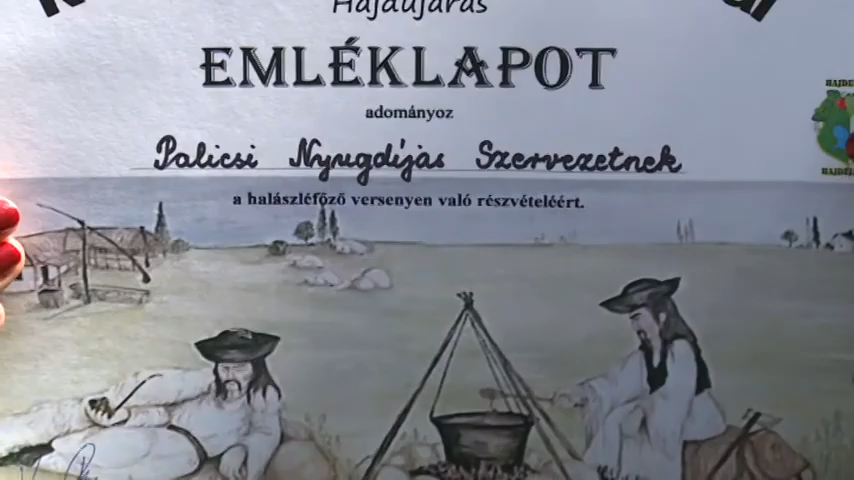 Hajdújárás
EMLÉKLAPOT
adományoz
Palicsi Nyugdíjas Szervezetnek
a halászléfőző versenyen való részvételéért.